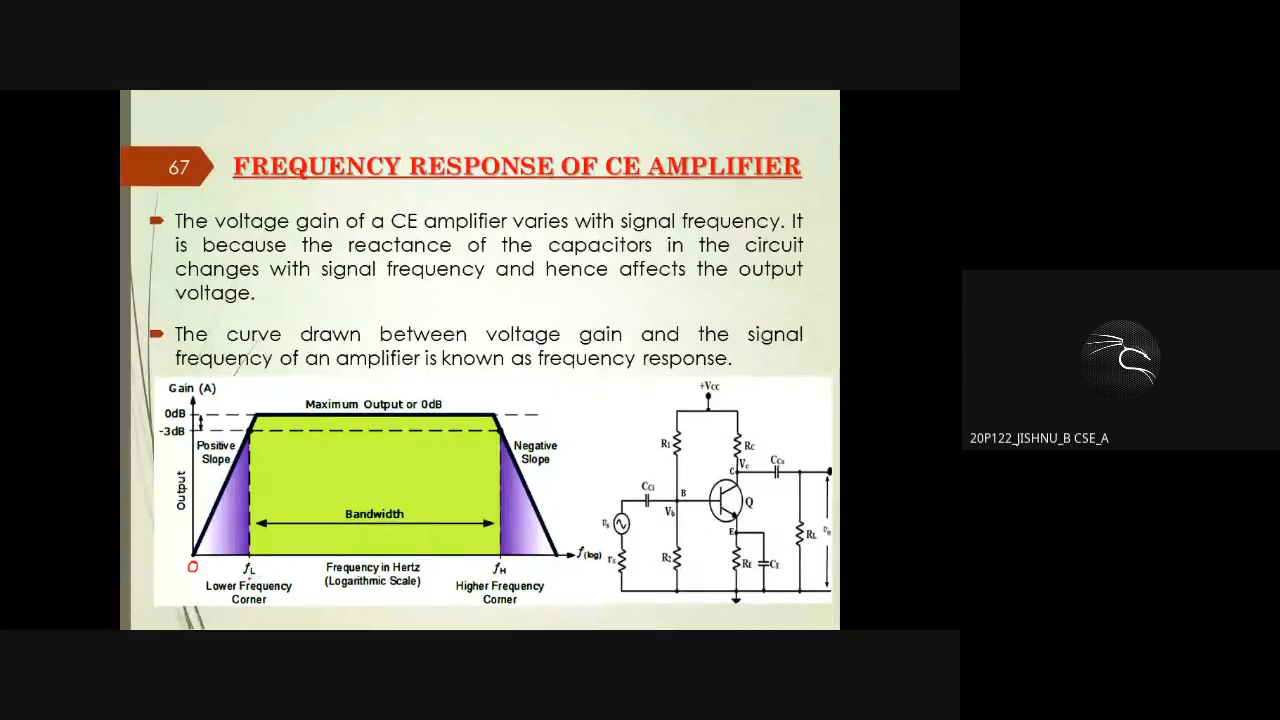 67
FREQUENCY RESPONSE OF CE AMPLIFIER
The voltage gain of a CE amplifier varies with signal frequency. It
is because the reactance of the capacitors in the circuit
changes with signal frequency and hence affects the output
voltage.
The curve drawn between voltage gain and the signal
frequency of an amplifier is known as frequency response.
Gain (A)
0dB
-3dB
Maximum Output or 0dB
Positive
Slope
Negative
Slope
Output
Bandwidth
0
fL
fH
f(log)
Frequency in Hertz
(Logarithmic Scale)
Lower Frequency
Corner
Higher Frequency
Corner
+VCC
R1
RC
Vc
C
CCo
CCi
B
Vb
Q
vs
E
rs
R2
RE
CE
RL
vo
20P122_JISHNU_B CSE_A